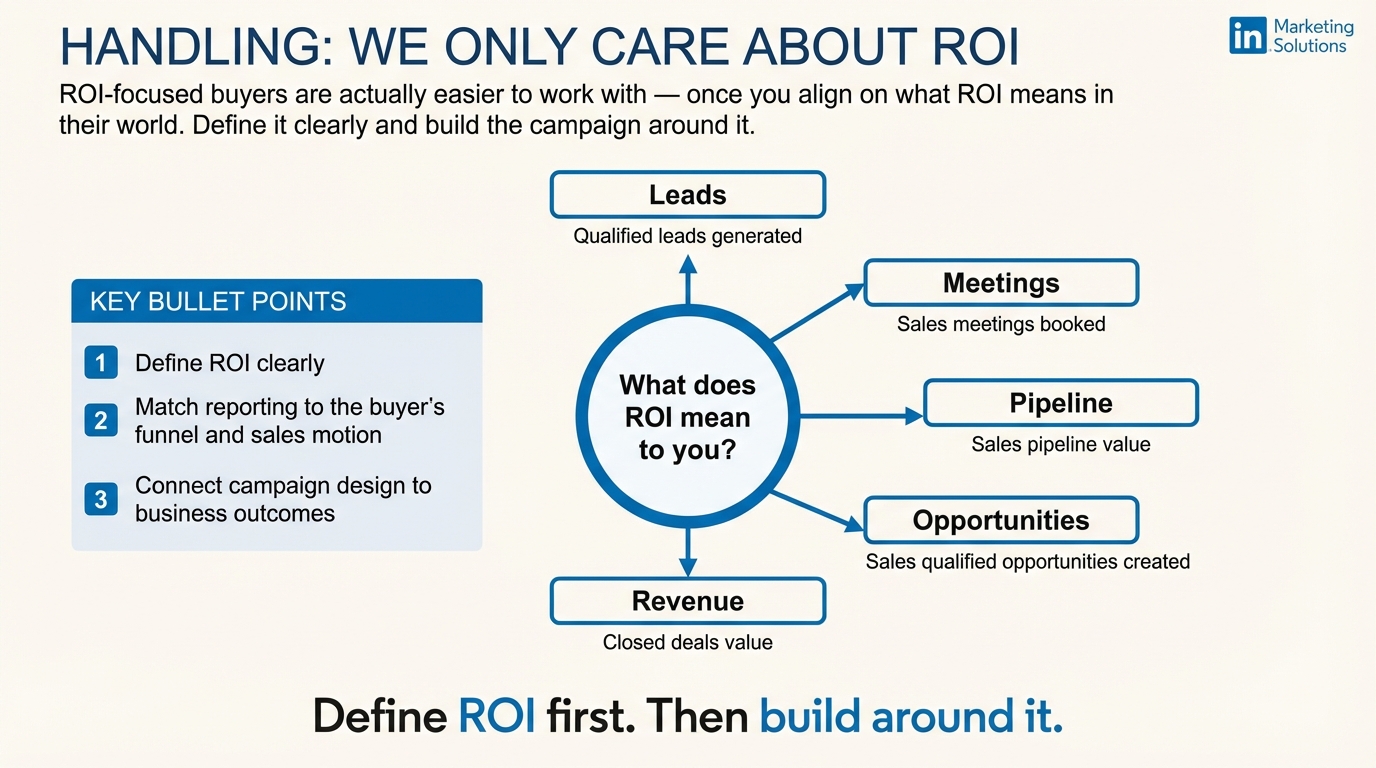 HANDLING: WE ONLY CARE ABOUT ROI
in Marketing
Solutions
ROI-focused buyers are actually easier to work with — once you align on what ROI means in
their world. Define it clearly and build the campaign around it.
KEY BULLET POINTS
1 Define ROI clearly
2 Match reporting to the buyer's
funnel and sales motion
3 Connect campaign design to
business outcomes
What does
ROI mean
to you?
Leads
Qualified leads generated
Meetings
Sales meetings booked
Pipeline
Sales pipeline value
Opportunities
Sales qualified opportunities created
Revenue
Closed deals value
Define ROI first. Then build around it.